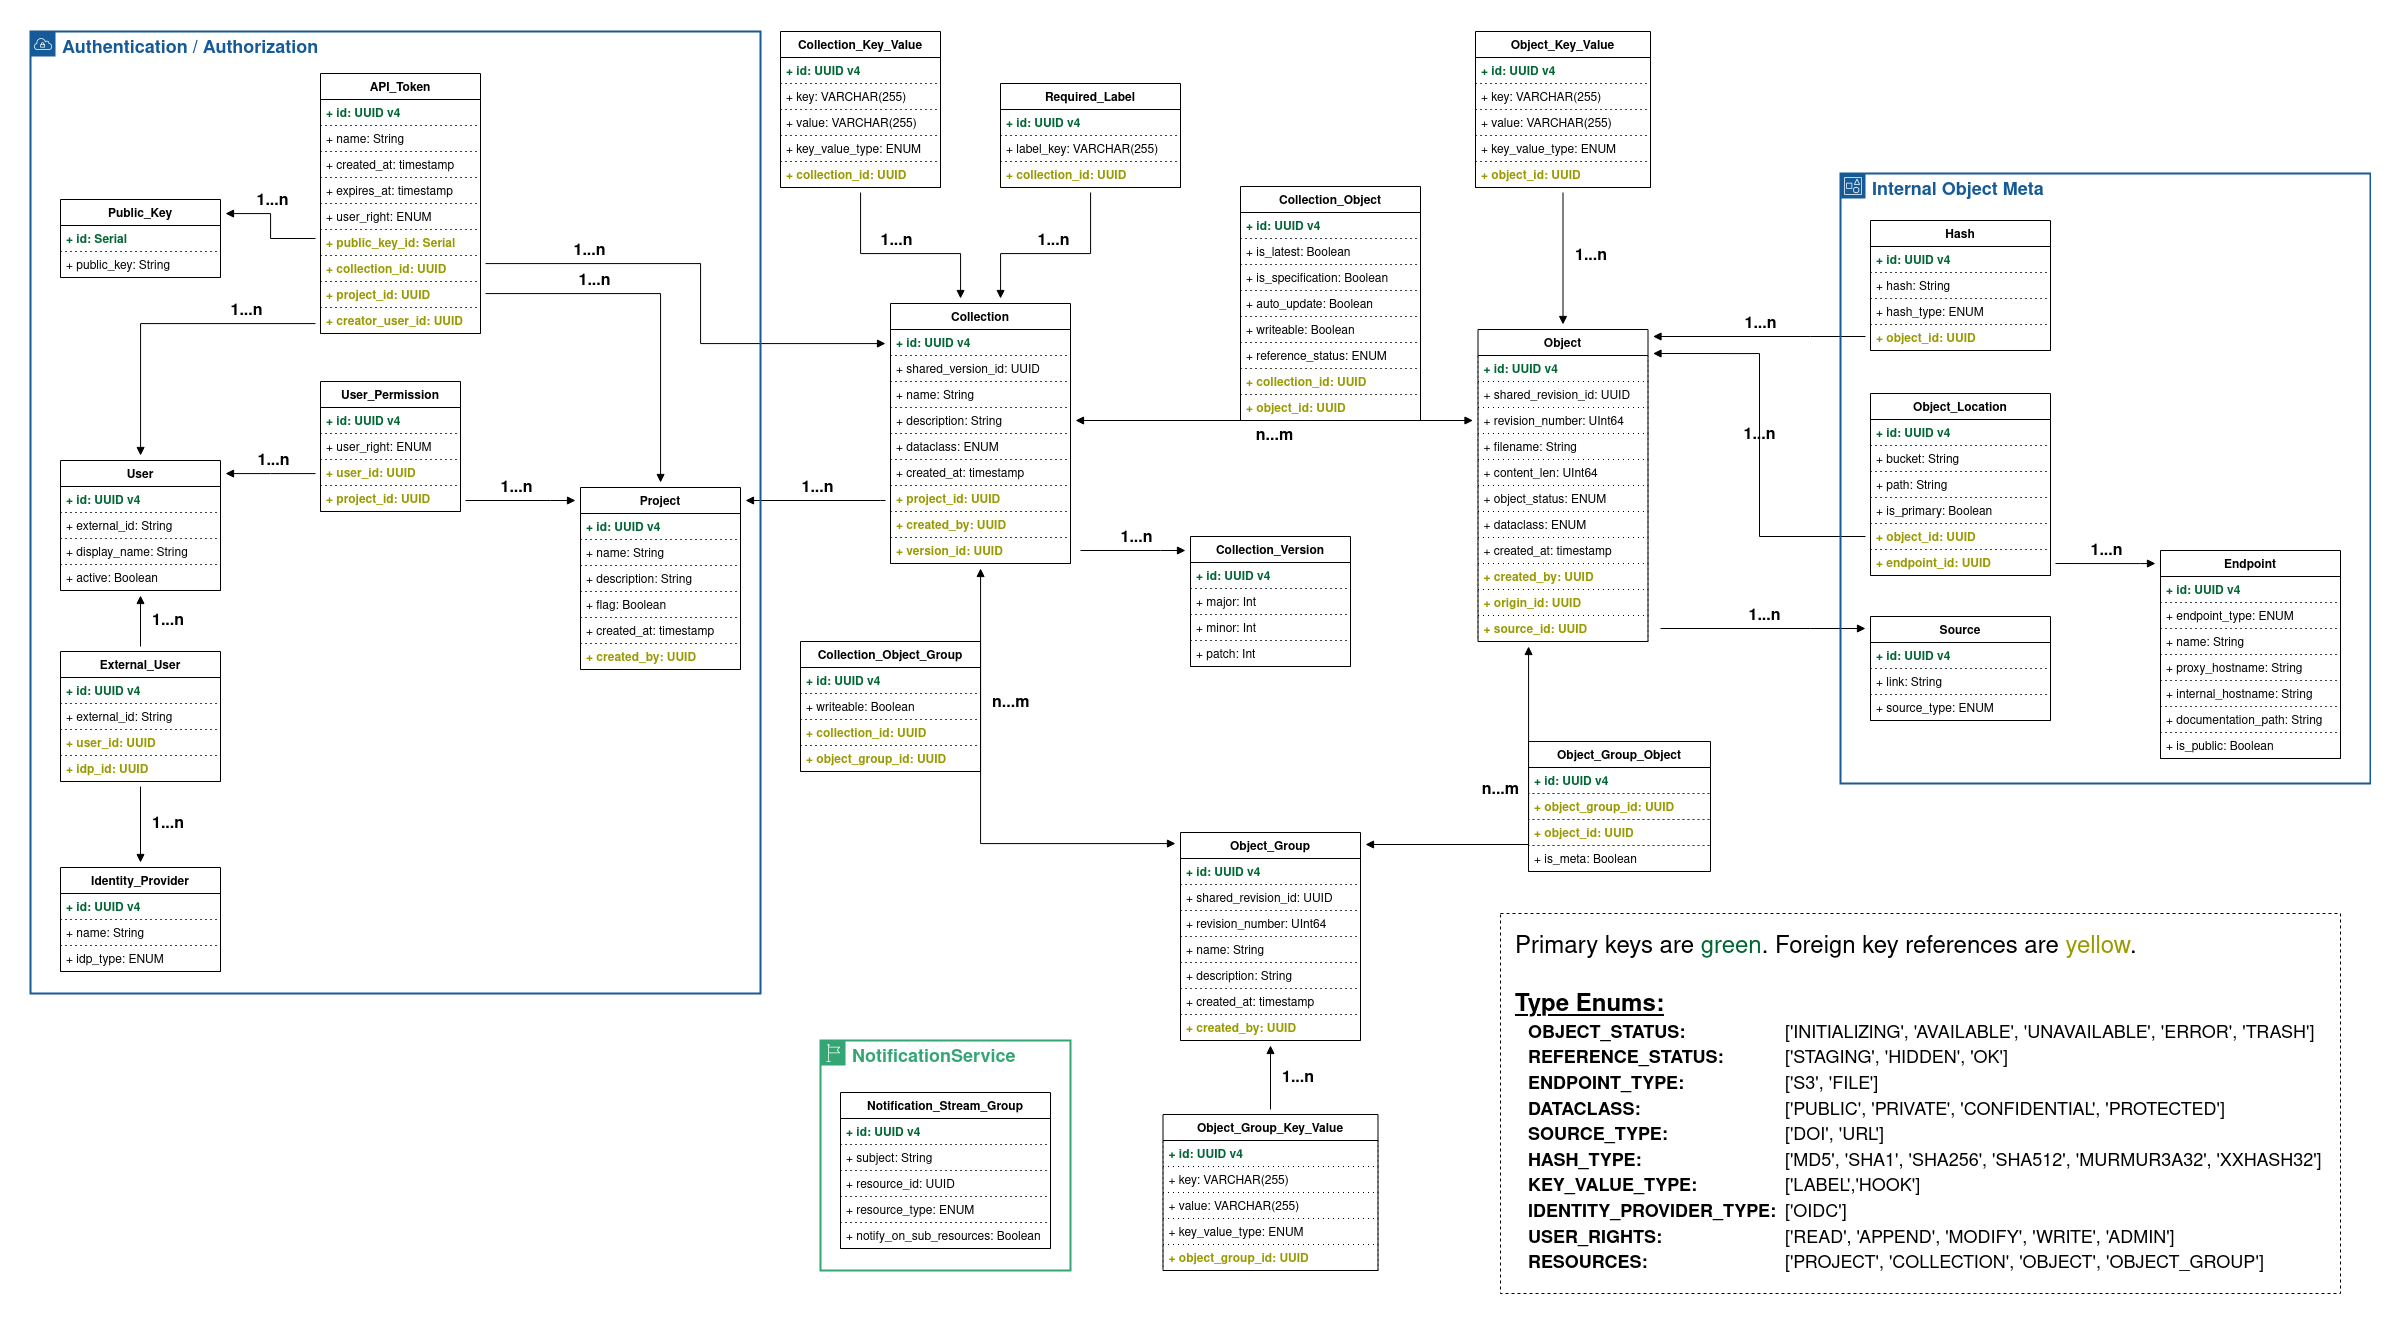 Authentication / Authorization
API_Token
+ id: UUID v4
+ name: String
+ created_at: timestamp
+ expires_at: timestamp
+ user_right: ENUM
+ public_key_id: Serial
+ collection_id: UUID
+ project_id: UUID
+ creator_user_id: UUID
1...n
Public_Key
+ id: Serial
+ public_key: String
1...n
1...n
1...n
User_Permission
+ id: UUID v4
+ user_right: ENUM
+ user_id: UUID
+ project_id: UUID
1...n
1...n
User
+ id: UUID v4
+ external_id: String
+ display_name: String
+ active: Boolean
1...n
External_User
+ id: UUID v4
+ external_id: String
+ user_id: UUID
+ idp_id: UUID
1...n
Identity_Provider
+ id: UUID v4
+ name: String
+ idp_type: ENUM
Project
+ id: UUID v4
+ name: String
+ description: String
+ flag: Boolean
+ created_at: timestamp
+ created_by: UUID
Collection_Key_Value
+ id: UUID v4
+ key: VARCHAR(255)
+ value: VARCHAR(255)
+ key_value_type: ENUM
+ collection_id: UUID
1...n
Required_Label
+ id: UUID v4
+ label_key: VARCHAR(255)
+ collection_id: UUID
1...n
Collection
+ id: UUID v4
+ shared_version_id: UUID
+ name: String
+ description: String
+ dataclass: ENUM
+ created_at: timestamp
+ project_id: UUID
+ created_by: UUID
+ version_id: UUID
1...n
1...n
Collection_Object
+ id: UUID v4
+ is_latest: Boolean
+ is_specification: Boolean
+ auto_update: Boolean
+ writeable: Boolean
+ reference_status: ENUM
+ collection_id: UUID
+ object_id: UUID
n...m
Collection_Version
+ id: UUID v4
+ major: Int
+ minor: Int
+ patch: Int
Collection_Object_Group
+ id: UUID v4
+ writeable: Boolean
+ collection_id: UUID
+ object_group_id: UUID
n...m
Object_Key_Value
+ id: UUID v4
+ key: VARCHAR(255)
+ value: VARCHAR(255)
+ key_value_type: ENUM
+ object_id: UUID
1...n
Object
+ id: UUID v4
+ shared_revision_id: UUID
+ revision_number: UInt64
+ filename: String
+ content_len: UInt64
+ object_status: ENUM
+ dataclass: ENUM
+ created_at: timestamp
+ created_by: UUID
+ origin_id: UUID
+ source_id: UUID
1...n
1...n
1...n
Internal Object Meta
Hash
+ id: UUID v4
+ hash: String
+ hash_type: ENUM
+ object_id: UUID
Object_Location
+ id: UUID v4
+ bucket: String
+ path: String
+ is_primary: Boolean
+ object_id: UUID
+ endpoint_id: UUID
1...n
Source
+ id: UUID v4
+ link: String
+ source_type: ENUM
Endpoint
+ id: UUID v4
+ endpoint_type: ENUM
+ name: String
+ proxy_hostname: String
+ internal_hostname: String
+ documentation_path: String
+ is_public: Boolean
Object_Group_Object
+ id: UUID v4
+ object_group_id: UUID
+ object_id: UUID
+ is_meta: Boolean
n...m
Object_Group
+ id: UUID v4
+ shared_revision_id: UUID
+ revision_number: UInt64
+ name: String
+ description: String
+ created_at: timestamp
+ created_by: UUID
1...n
Object_Group_Key_Value
+ id: UUID v4
+ key: VARCHAR(255)
+ value: VARCHAR(255)
+ key_value_type: ENUM
+ object_group_id: UUID
NotificationService
Notification_Stream_Group
+ id: UUID v4
+ subject: String
+ resource_id: UUID
+ resource_type: ENUM
+ notify_on_sub_resources: Boolean
Primary keys are green. Foreign key references are yellow.
Type Enums:
OBJECT_STATUS: ['INITIALIZING', 'AVAILABLE', 'UNAVAILABLE', 'ERROR', 'TRASH']
REFERENCE_STATUS: ['STAGING', 'HIDDEN', 'OK']
ENDPOINT_TYPE: ['S3', 'FILE']
DATACLASS: ['PUBLIC', 'PRIVATE', 'CONFIDENTIAL', 'PROTECTED']
SOURCE_TYPE: ['DOI', 'URL']
HASH_TYPE: ['MD5', 'SHA1', 'SHA256', 'SHA512', 'MURMUR3A32', 'XXHASH32']
KEY_VALUE_TYPE: ['LABEL','HOOK']
IDENTITY_PROVIDER_TYPE: ['OIDC']
USER_RIGHTS: ['READ', 'APPEND', 'MODIFY', 'WRITE', 'ADMIN']
RESOURCES: ['PROJECT', 'COLLECTION', 'OBJECT', 'OBJECT_GROUP']